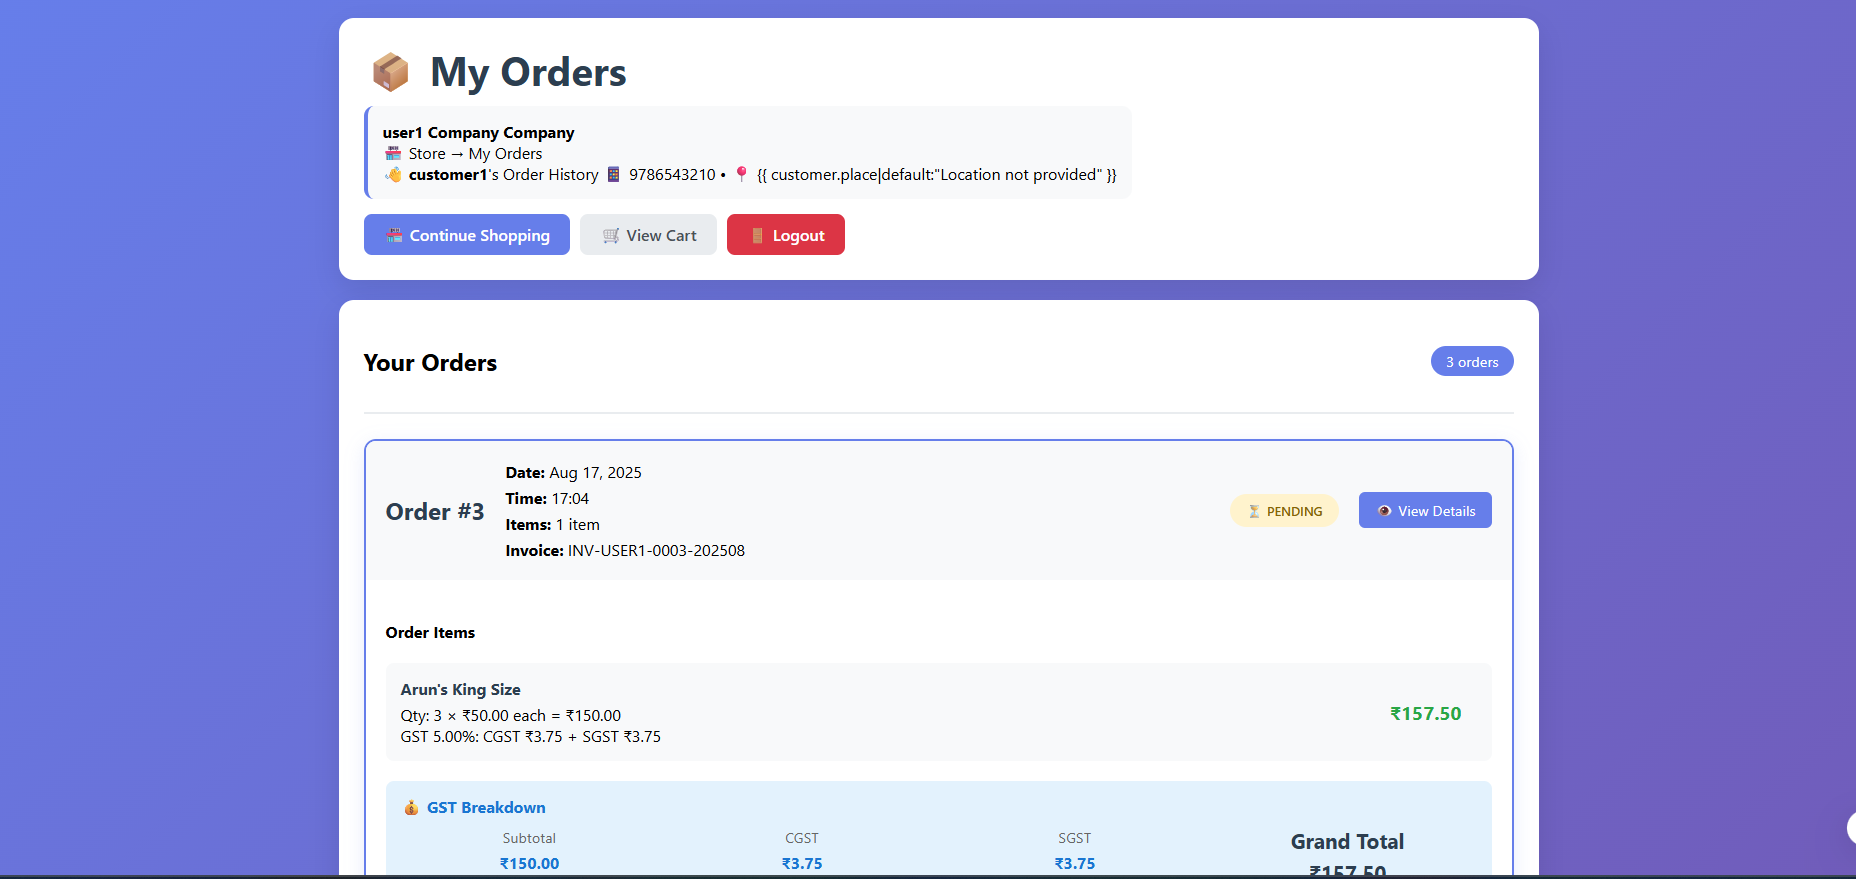 My Orders
user1 Company Company
Store → My Orders
customer1's Order History 9786543210 • {{ customer.place|default:"Location not provided" }}
Continue Shopping
View Cart
Logout
Your Orders
3 orders
Order #3
Date: Aug 17, 2025
Time: 17:04
Items: 1 item
Invoice: INV-USER1-0003-202508
PENDING
View Details
Order Items
Arun's King Size
Qty: 3 × ₹50.00 each = ₹150.00
GST 5.00%: CGST ₹3.75 + SGST ₹3.75
₹157.50
GST Breakdown
Subtotal
₹150.00
CGST
₹3.75
SGST
₹3.75
Grand Total
₹157.50